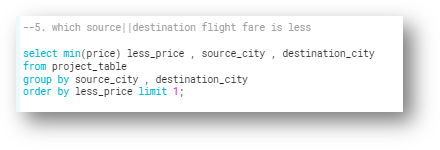 --5. which source||destination flight fare is less
select min(price) less_price , source_city , destination_city
from project_table
group by source_city , destination_city
order by less_price limit 1;